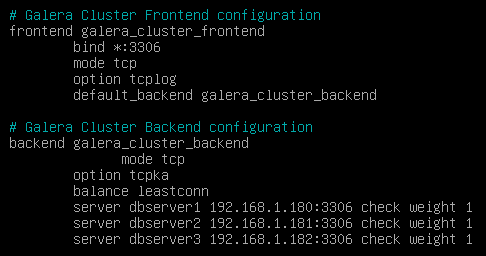 # Galera Cluster Frontend configuration
frontend galera_cluster_frontend
        bind *:3306
        mode tcp
        option tcplog
        default_backend galera_cluster_backend

# Galera Cluster Backend configuration
backend galera_cluster_backend
              mode tcp
        option tcpka
        balance leastconn
        server dbserver1 192.168.1.180:3306 check weight 1
        server dbserver2 192.168.1.181:3306 check weight 1
        server dbserver3 192.168.1.182:3306 check weight 1